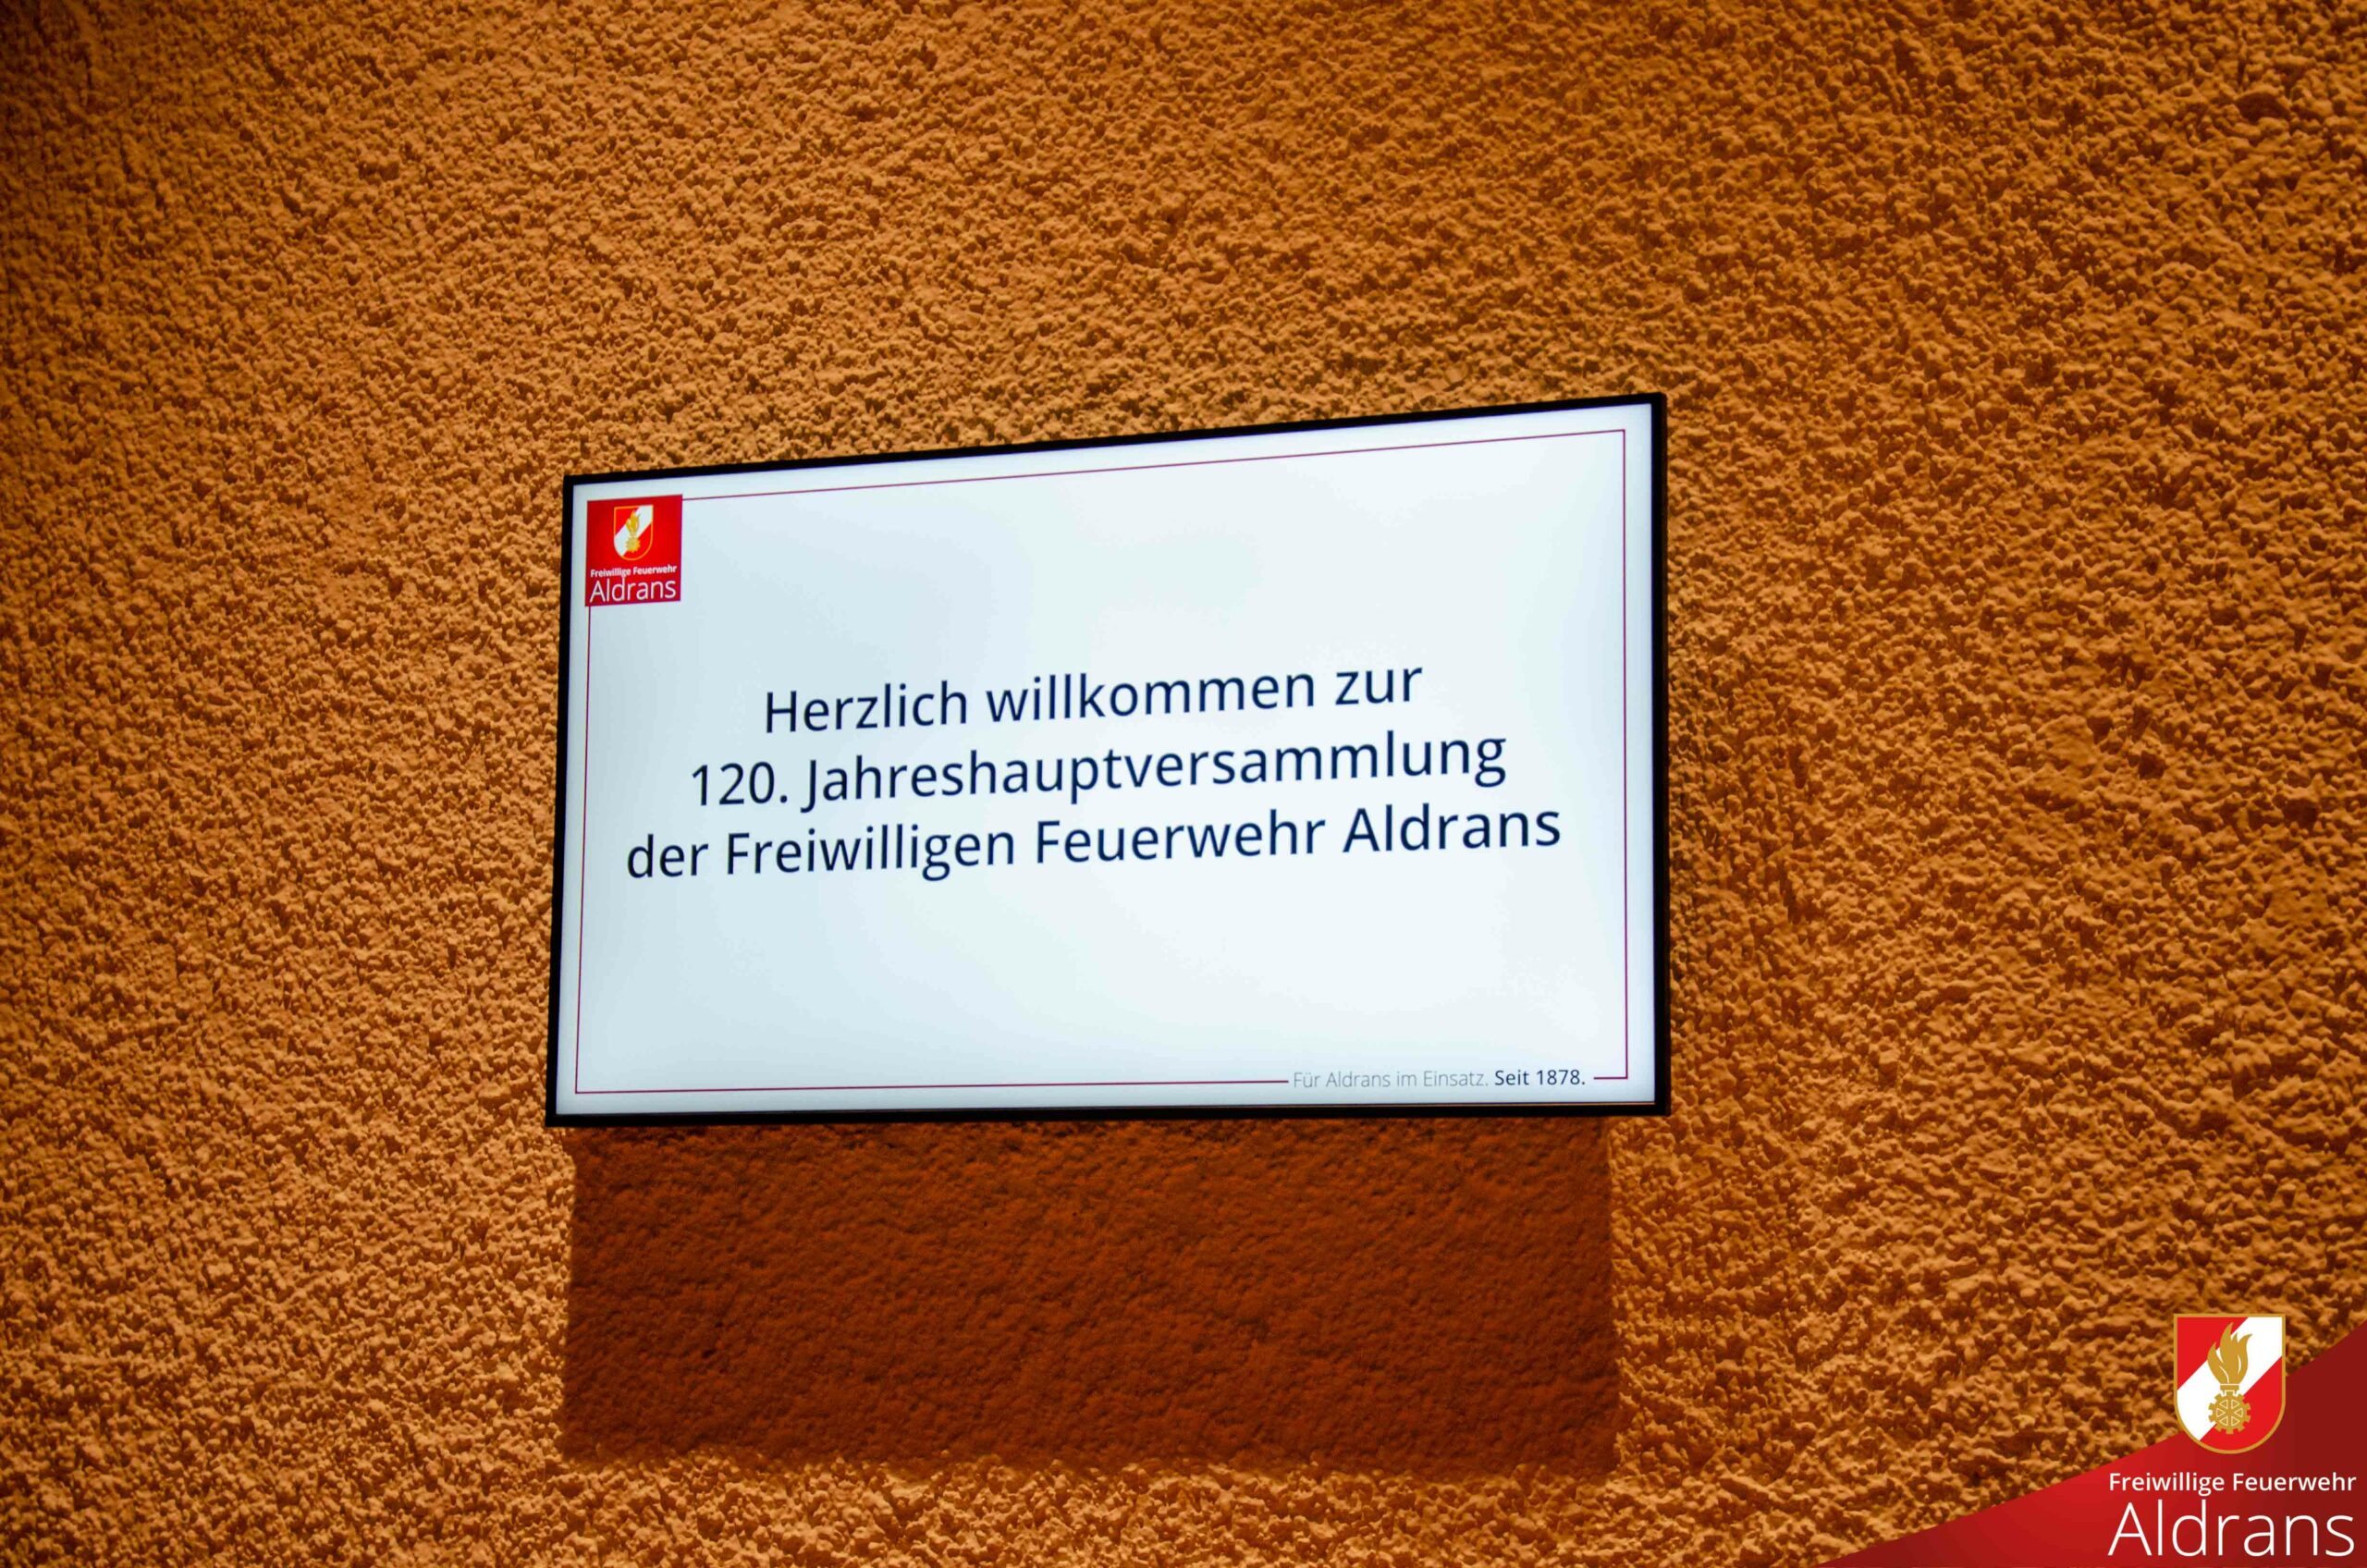 Freiwillige Feuerwehr
Aldrans
Herzlich willkommen zur
120. Jahreshauptversammlung
der Freiwilligen Feuerwehr Aldrans
Für Aldrans im Einsatz. Seit 1878.
Freiwillige Feuerwehr
Aldrans